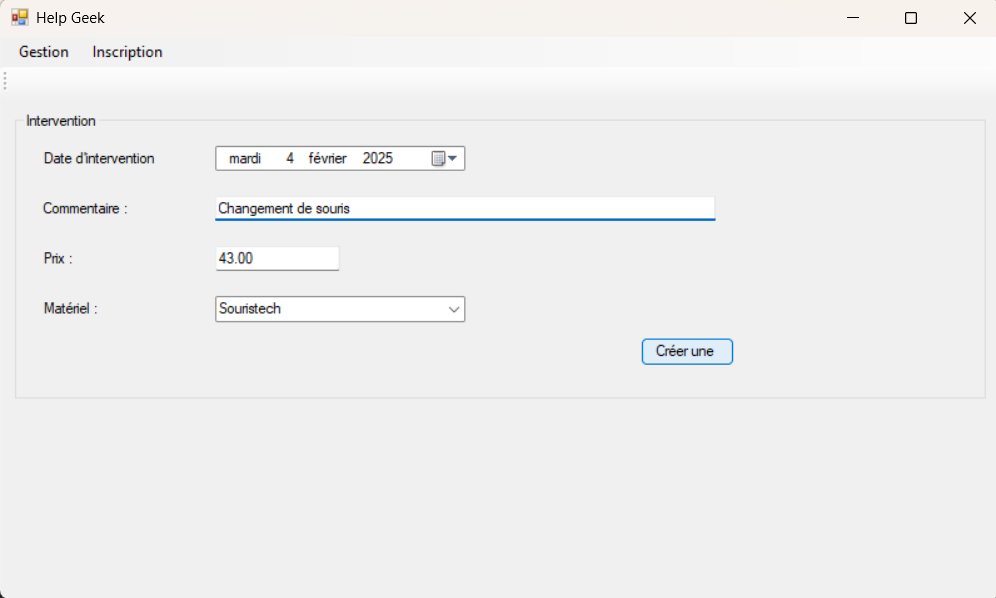 Help Geek
Gestion Inscription
Intervention
Date d'intervention mardi 4 février 2025
Commentaire : Changement de souris
Prix : 43.00
Matériel : Souristech
Créer une